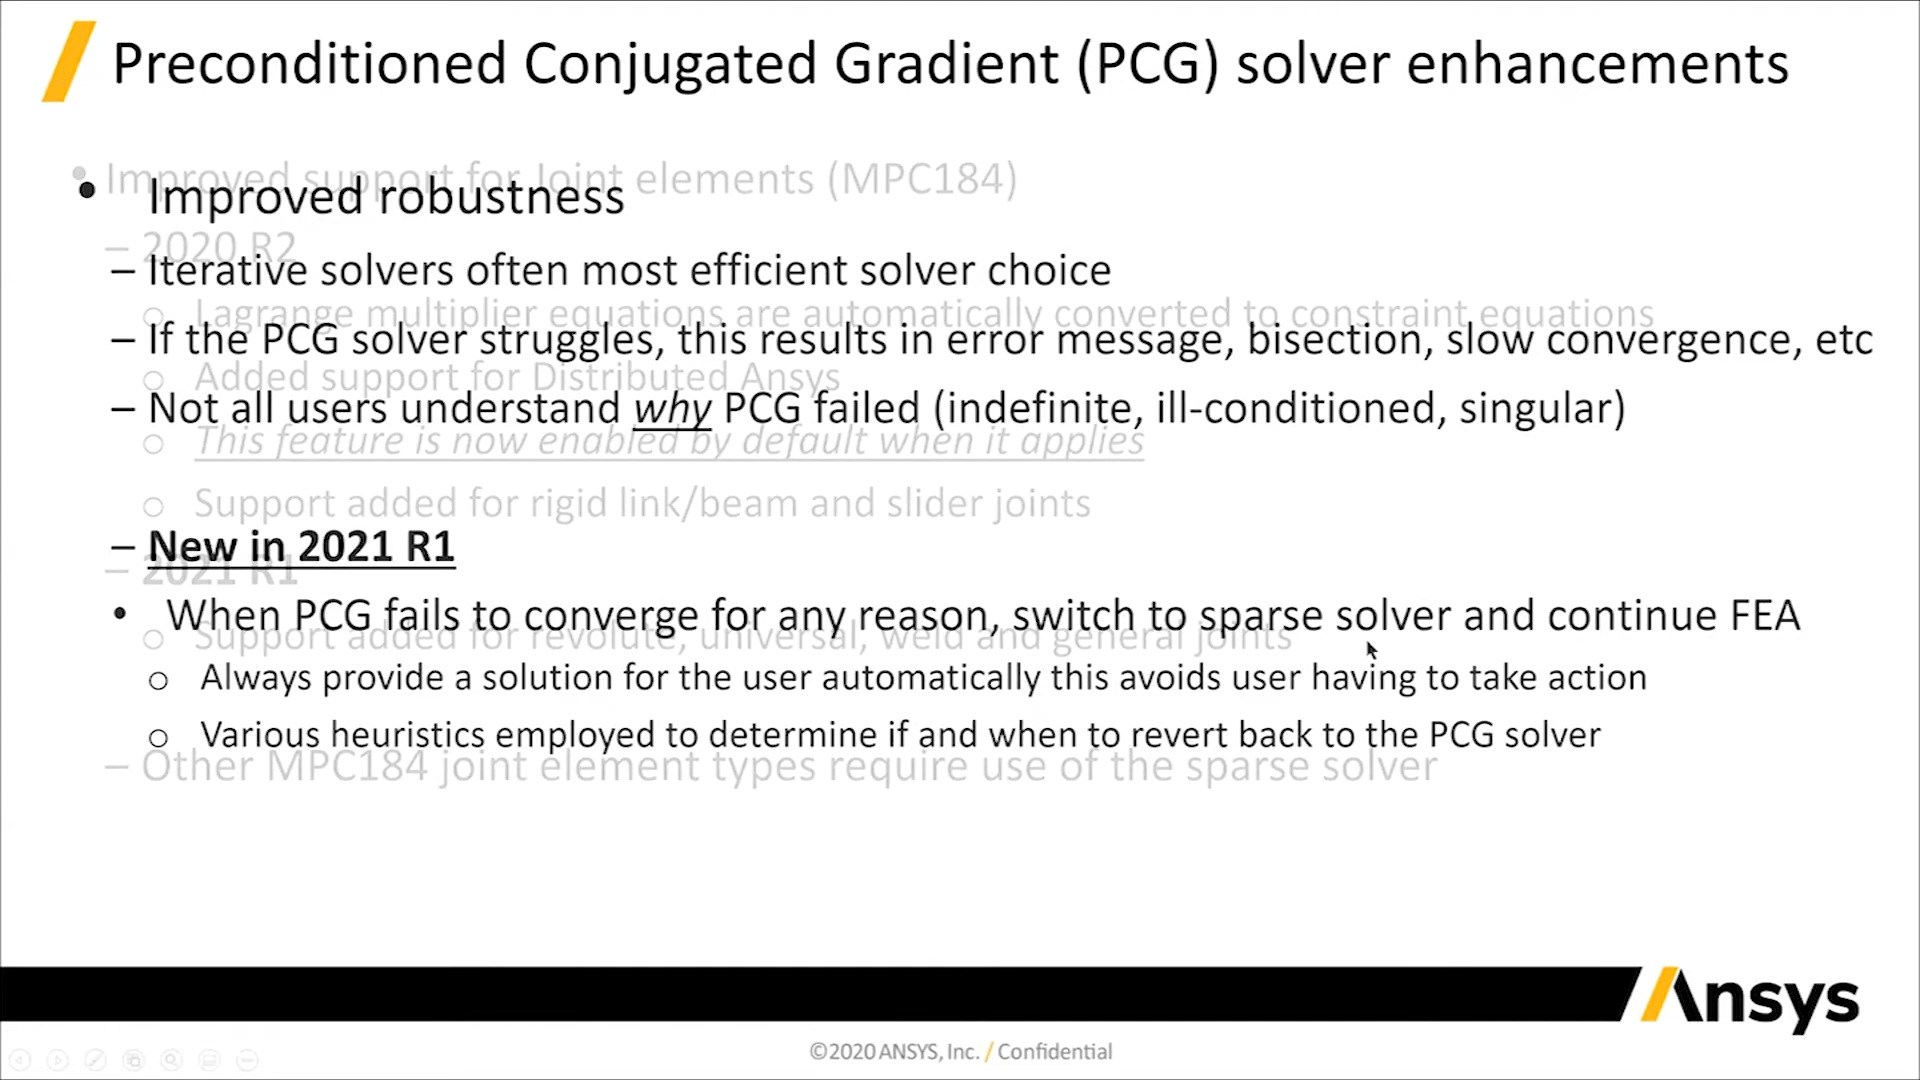 Preconditioned Conjugated Gradient (PCG) solver enhancements
• Improved support for Joint elements (MPC184)
• Improved robustness
– 2020 R2
– Iterative solvers often most efficient solver choice
○ Lagrange multiplier equations are automatically converted to constraint equations
– If the PCG solver struggles, this results in error message, bisection, slow convergence, etc
○ Added support for Distributed Ansys
– Not all users understand why PCG failed (indefinite, ill-conditioned, singular)
○ This feature is now enabled by default when it applies
○ Support added for rigid link/beam and slider joints
– New in 2021 R1
– 2021 R1
• When PCG fails to converge for any reason, switch to sparse solver and continue FEA
○ Support added for revolute, universal, weld and general joints
○ Always provide a solution for the user automatically this avoids user having to take action
○ Various heuristics employed to determine if and when to revert back to the PCG solver
– Other MPC184 joint element types require use of the sparse solver
Ansys
©2020 ANSYS, Inc. / Confidential